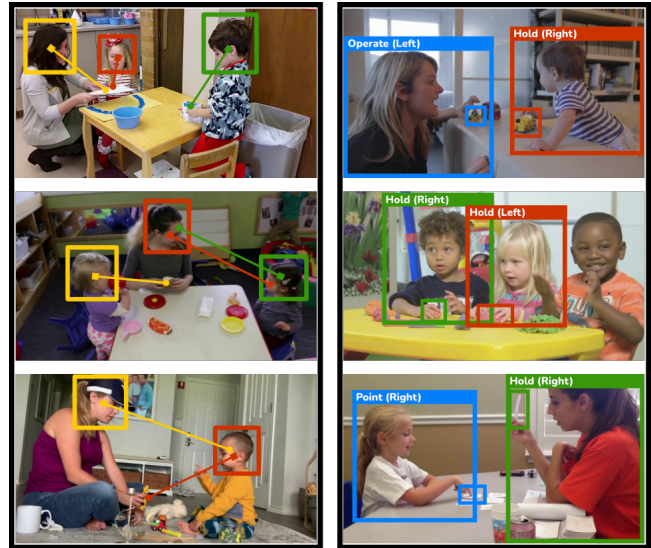 Operate (Left)
Hold (Right)
Hold (Right)
Hold (Left)
Point (Right)
Hold (Right)